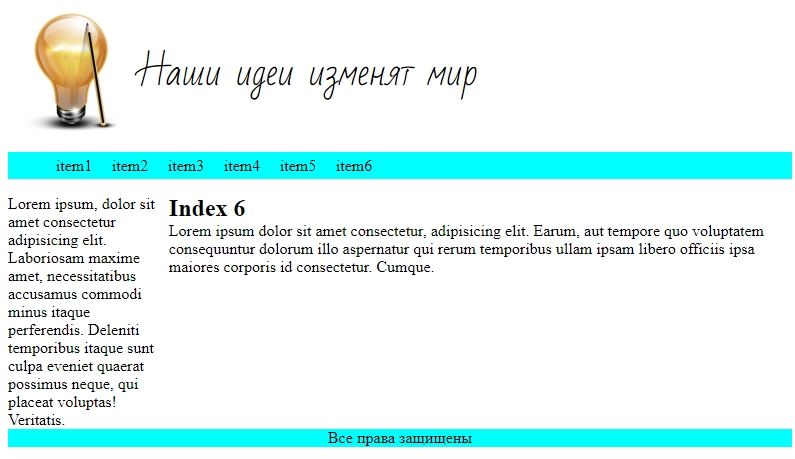 Наши идеи изменят мир
item1 item2 item3 item4 item5 item6
Lorem ipsum, dolor sit
amet consectetur
adipisicing elit.
Laboriosam maxime
amet, necessitatibus
accusamus commodi
minus itaque
perferendis. Deleniti
temporibus itaque sunt
culpa eveniet quaerat
possimus neque, qui
placeat voluptas!
Veritatis.
Index 6
Lorem ipsum dolor sit amet consectetur, adipisicing elit. Earum, aut tempore quo voluptatem
consequuntur dolorum illo aspernatur qui rerum temporibus ullam ipsam libero officiis ipsa
maiores corporis id consectetur. Cumque.
Все права защищены